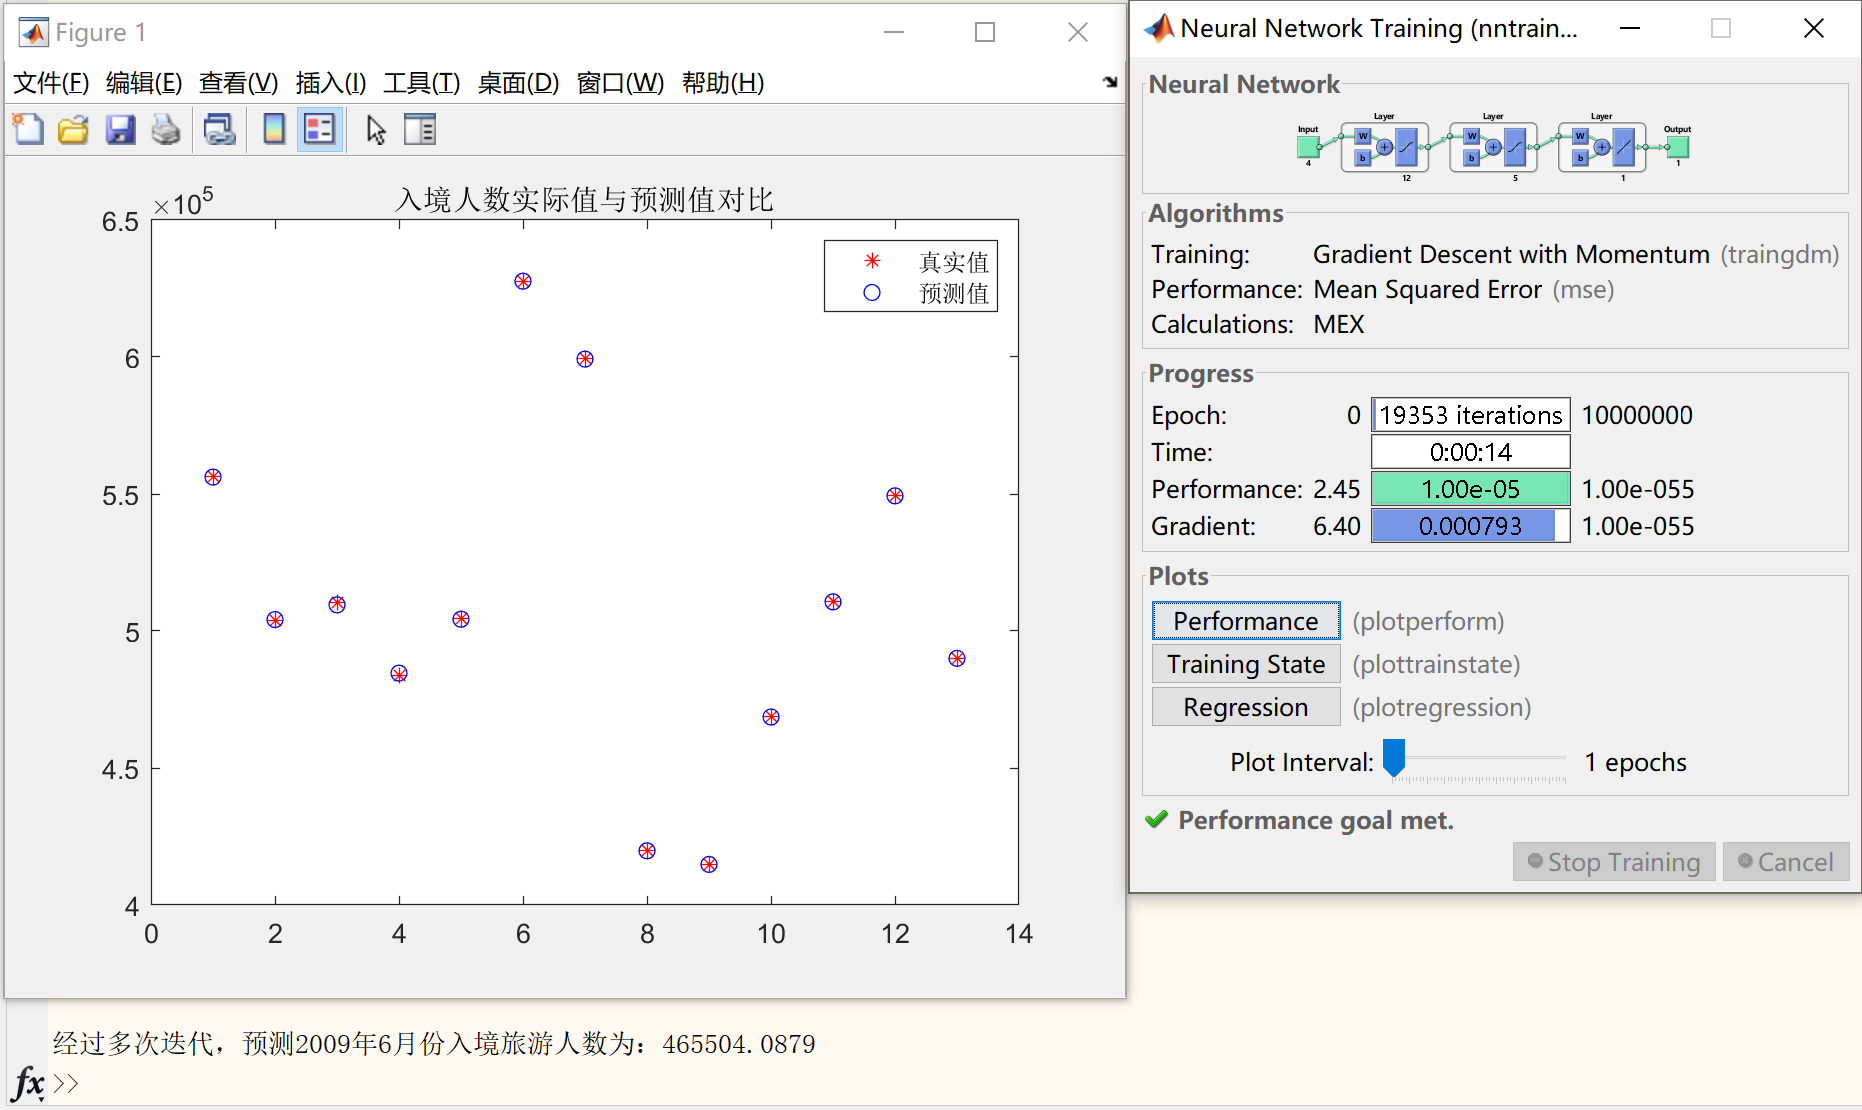 Figure 1
文件(F) 编辑(E) 查看(V) 插入(I) 工具(T) 桌面(D) 窗口(W) 帮助(H)
×10^5
入境人数实际值与预测值对比
真实值
预测值
6.5
6
5.5
5
4.5
4
0 2 4 6 8 10 12 14
经过多次迭代，预测2009年6月份入境旅游人数为：465504.0879
fx >>
Neural Network Training (nntrain...
Neural Network
Layer Layer Layer
Input Output
W W W
b b b
4 12 5 1 1
Algorithms
Training: Gradient Descent with Momentum (traingdm)
Performance: Mean Squared Error (mse)
Calculations: MEX
Progress
Epoch: 0 19353 iterations 10000000
Time: 0:00:14
Performance: 2.45 1.00e-05 1.00e-055
Gradient: 6.40 0.000793 1.00e-055
Plots
Performance (plotperform)
Training State (plottrainstate)
Regression (plotregression)
Plot Interval: 1 epochs
Performance goal met.
Stop Training Cancel